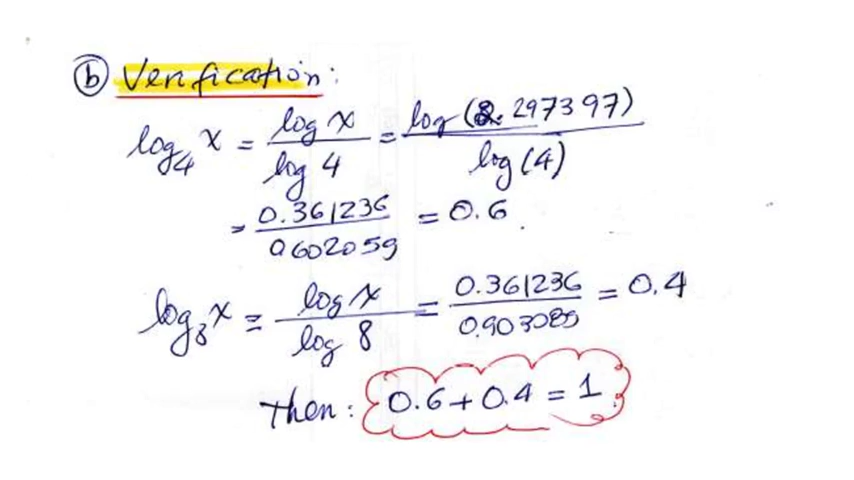 ⓑ Verification:
log₄ x = log x / log 4 = log (2.297397) / log (4)
= 0.361236 / 0.602059 = 0.6.
log₈ x = log x / log 8 = 0.361236 / 0.903089 = 0.4
Then: 0.6 + 0.4 = 1